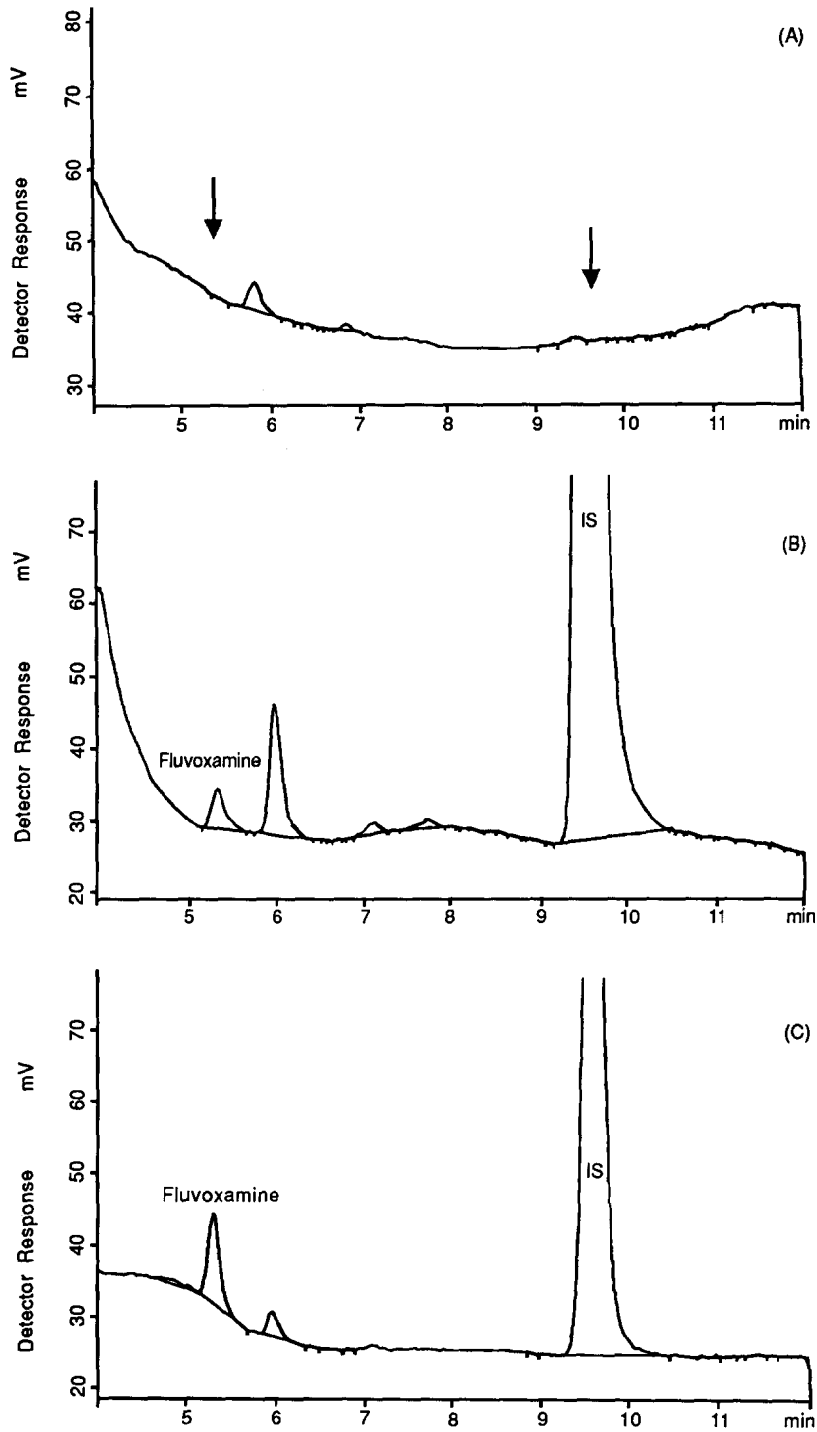 (A)
Detector Response mV
80
70
60
50
40
30
5 6 7 8 9 10 11 min
(B)
Detector Response mV
70
60
50
40
30
20
IS
Fluvoxamine
5 6 7 8 9 10 11 min
(C)
Detector Response mV
70
60
50
40
30
20
IS
Fluvoxamine
5 6 7 8 9 10 11 min